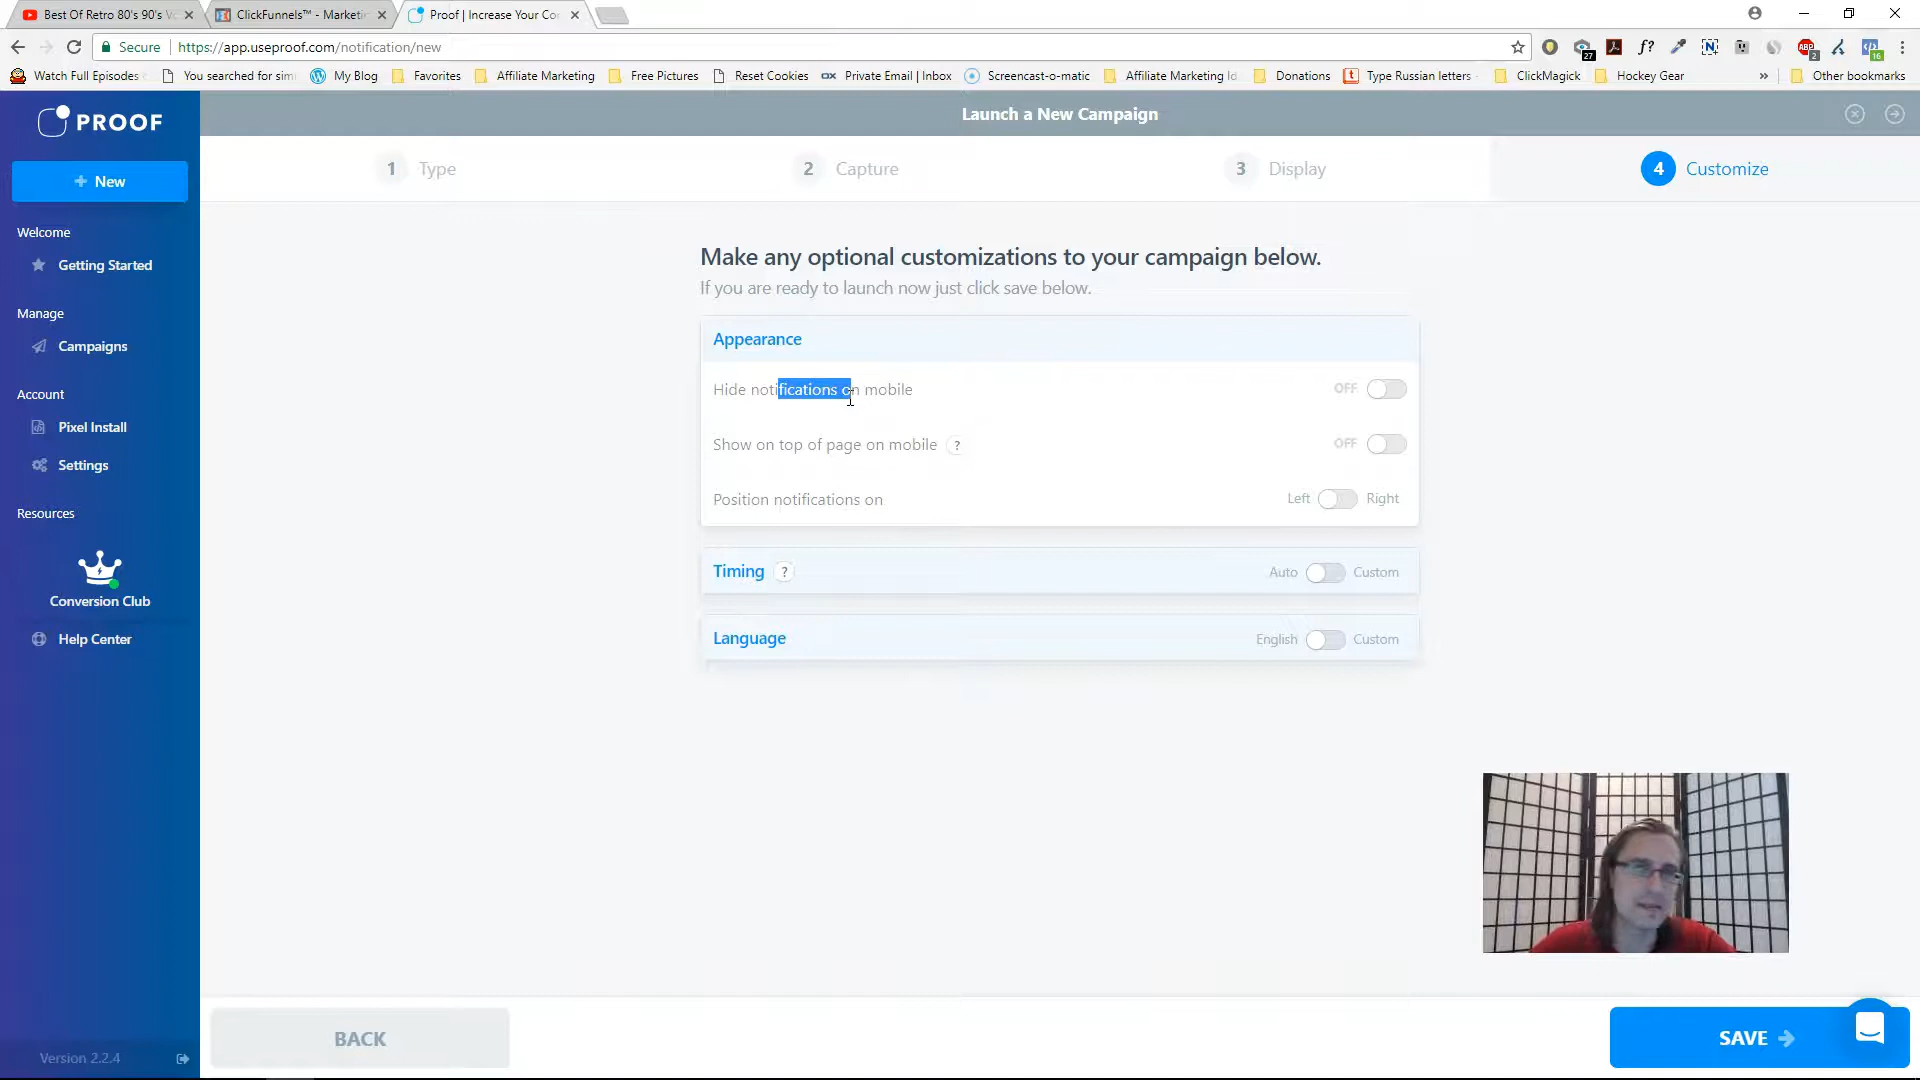 Best Of Retro 80's 90's
ClickFunnels™ - Marketi
Proof | Increase Your Co
Secure https://app.useproof.com/notification/new
Watch Full Episodes
You searched for sim
My Blog
Favorites
Affiliate Marketing
Free Pictures
Reset Cookies
Private Email | Inbox
Screencast-o-matic
Affiliate Marketing Id
Donations
Type Russian letters
ClickMagick
Hockey Gear
»
Other bookmarks
27
f?
ABP
2
16
PROOF
+ New
Welcome
Getting Started
Manage
Campaigns
Account
Pixel Install
Settings
Resources
Conversion Club
Help Center
Version 2.2.4
Launch a New Campaign
1 Type
2 Capture
3 Display
4 Customize
Make any optional customizations to your campaign below.
If you are ready to launch now just click save below.
Appearance
Hide notifications on mobile OFF
Show on top of page on mobile ? OFF
Position notifications on Left Right
Timing ? Auto Custom
Language English Custom
BACK
SAVE